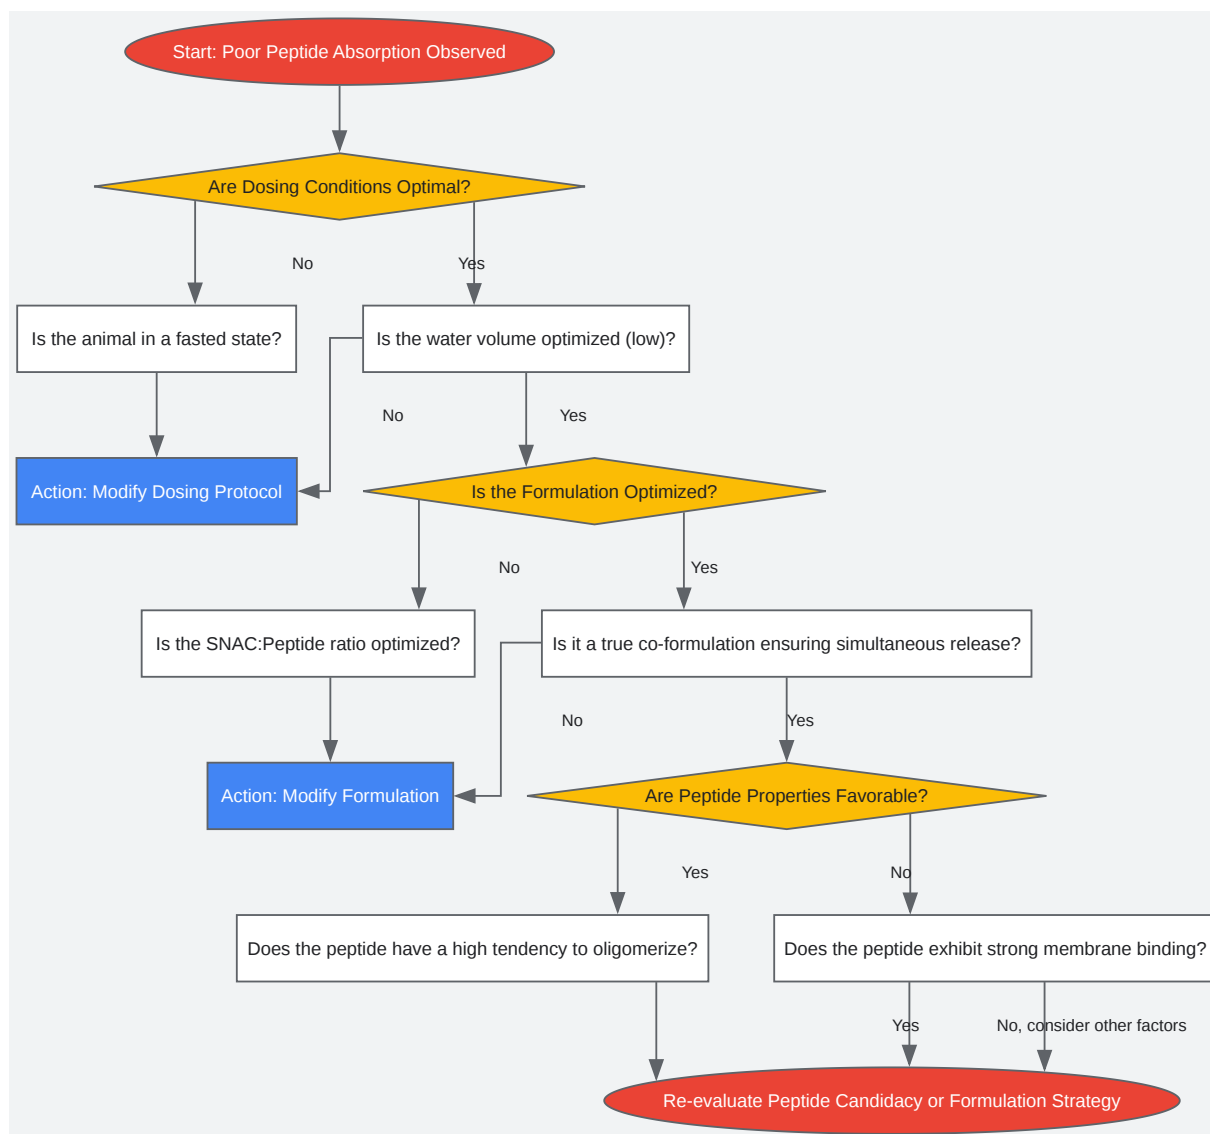 Start: Poor Peptide Absorption Observed
Are Dosing Conditions Optimal?
No
Yes
Is the animal in a fasted state?
Is the water volume optimized (low)?
No
Yes
Action: Modify Dosing Protocol
Is the Formulation Optimized?
No
Yes
Is the SNAC:Peptide ratio optimized?
Is it a true co-formulation ensuring simultaneous release?
No
Yes
Action: Modify Formulation
Are Peptide Properties Favorable?
Yes
No
Does the peptide have a high tendency to oligomerize?
Does the peptide exhibit strong membrane binding?
Yes
No, consider other factors
Re-evaluate Peptide Candidacy or Formulation Strategy